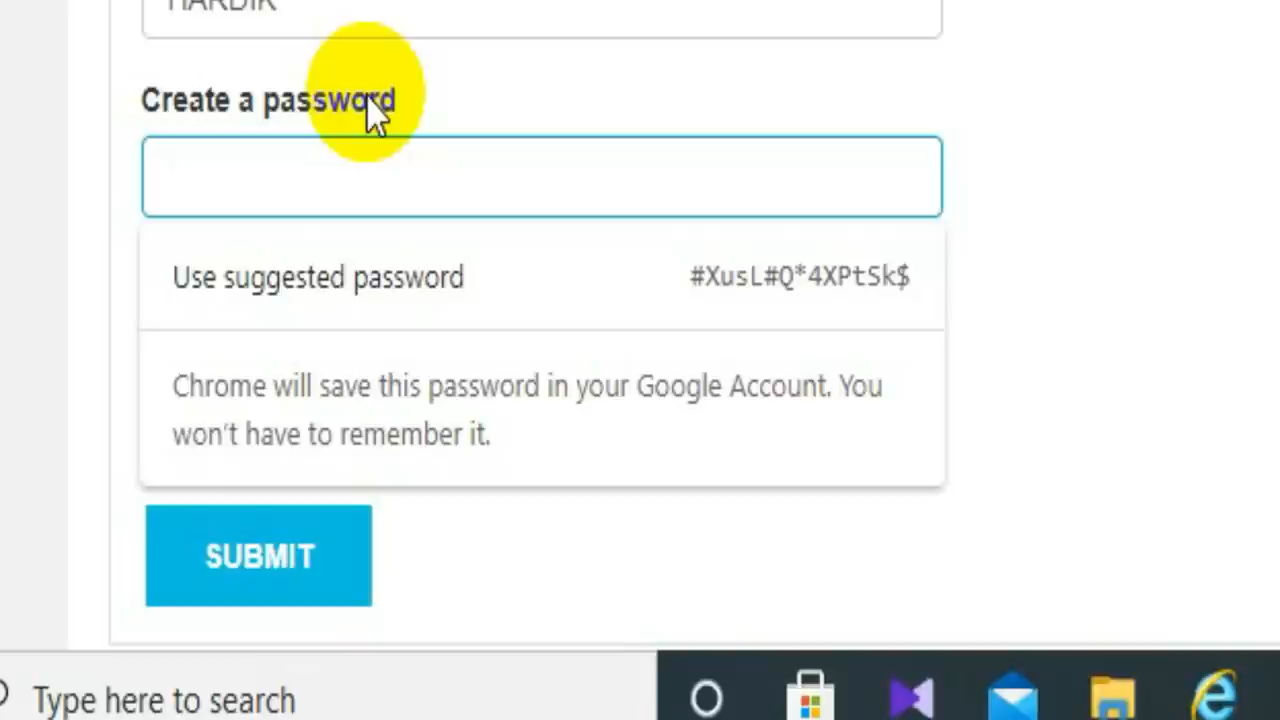 HARDIK
Create a password
Use suggested password #XusL#Q*4XPtSk$
Chrome will save this password in your Google Account. You
won't have to remember it.
SUBMIT
Type here to search